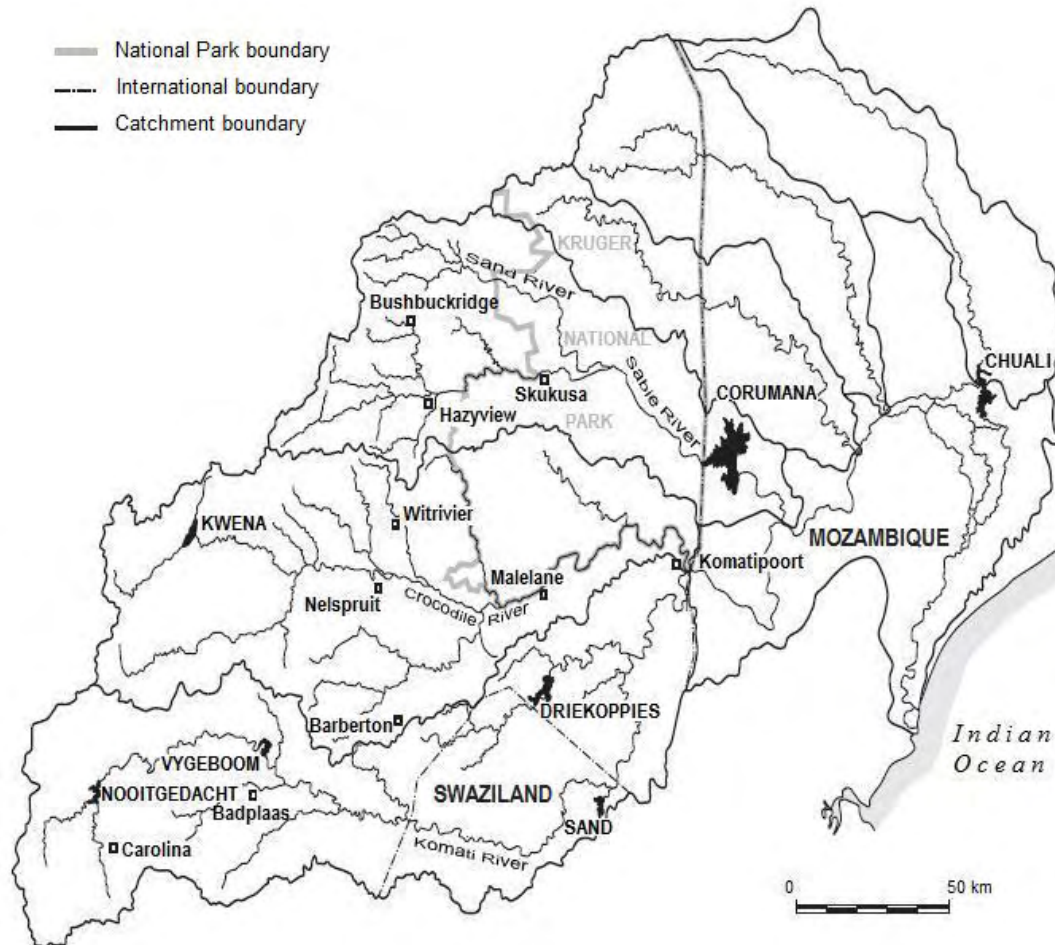 National Park boundary
International boundary
Catchment boundary
KRUGER
Sand River
Bushbuckridge
NATIONAL
CHUALI
Skukusa
Sabie River
CORUMANA
Hazyview
PARK
KWENA
Witrivier
MOZAMBIQUE
Malelane
Komatipoort
Nelspruit
Crocodile River
DRIEKOPPIES
Barberton
Indian
Ocean
VYGEBOOM
NOOITGEDACHT
SWAZILAND
Badplaas
SAND
Carolina
Komati River
0 50 km